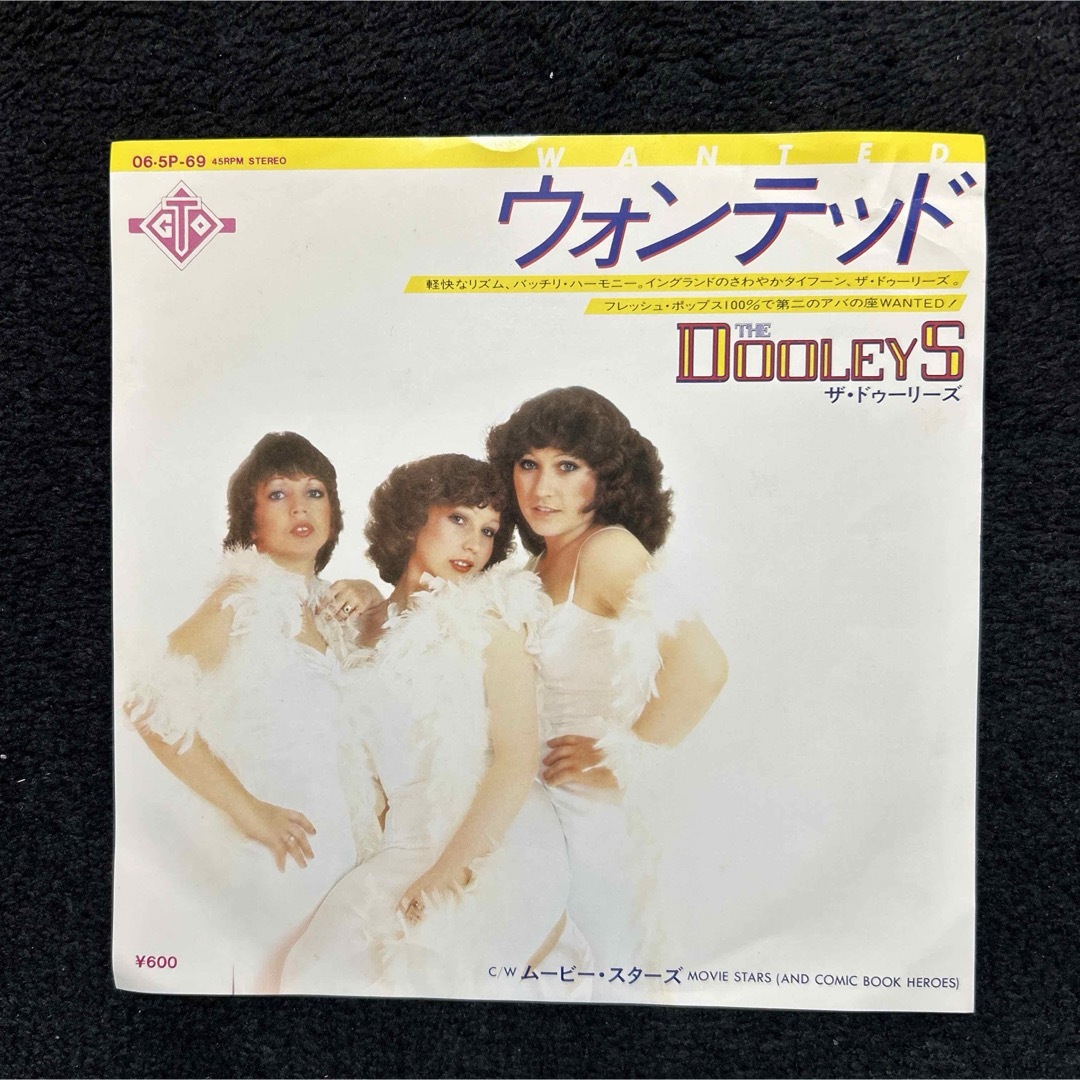 06・5P-69 45RPM STEREO
WANTED
GTO
ウォンテッド
軽快なリズム、バッチリ・ハーモニー。イングランドのさわやかタイフーン、ザ・ドゥーリーズ。
フレッシュ・ポップス100%で第二のアバの座WANTED!
THE
DOOLEYS
ザ・ドゥーリーズ
¥600
C/W ムービー・スターズ MOVIE STARS (AND COMIC BOOK HEROES)